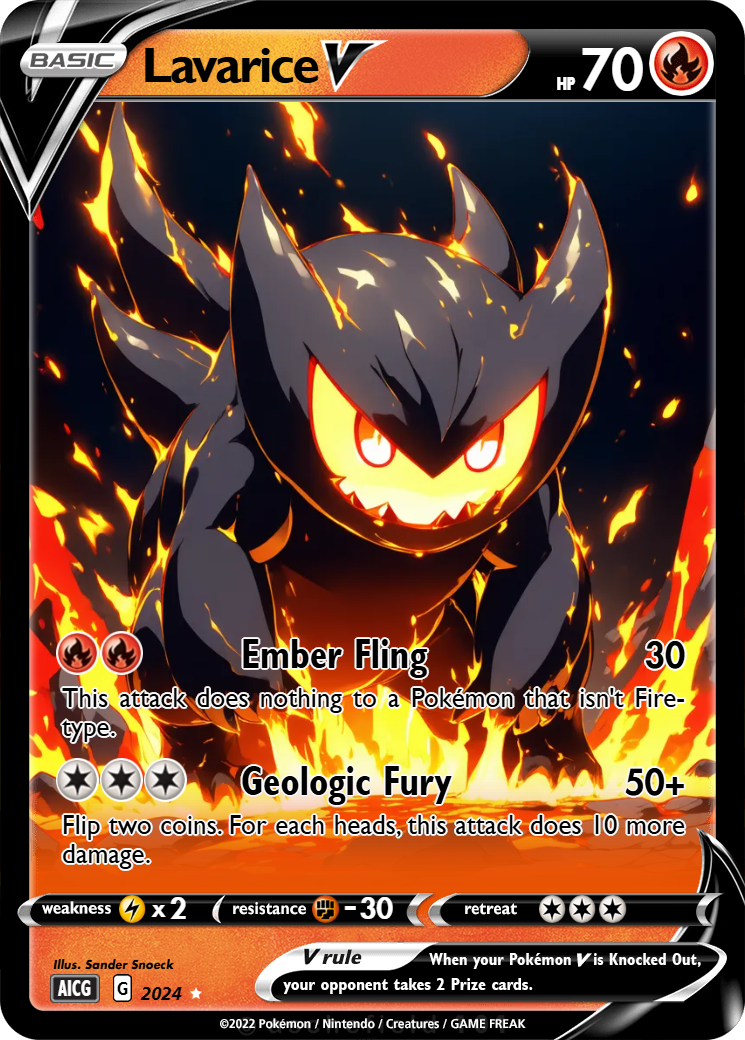 BASIC
Lavarice V
HP 70
Ember Fling 30
This attack does nothing to a Pokémon that isn't Fire-
type.
Geologic Fury 50+
Flip two coins. For each heads, this attack does 10 more
damage.
weakness x2 resistance -30 retreat
Illus. Sander Snoeck
V rule When your Pokémon V is Knocked Out,
your opponent takes 2 Prize cards.
AICG G 2024
©2022 Pokémon / Nintendo / Creatures / GAME FREAK